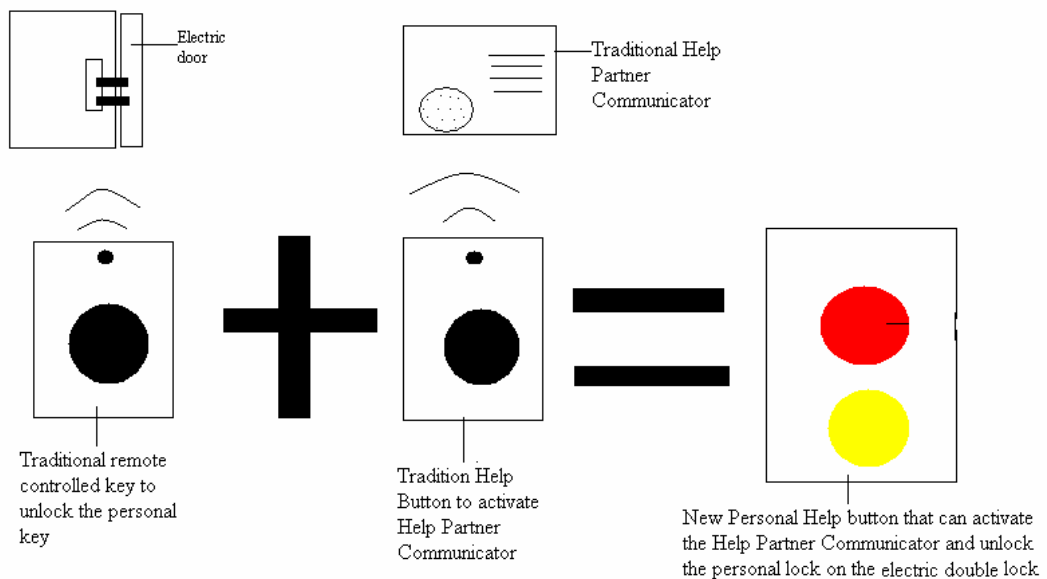 Electric
door
Traditional Help
Partner
Communicator
Traditional remote
controlled key to
unlock the personal
key
Tradition Help
Button to activate
Help Partner
Communicator
New Personal Help button that can activate
the Help Partner Communicator and unlock
the personal lock on the electric double lock